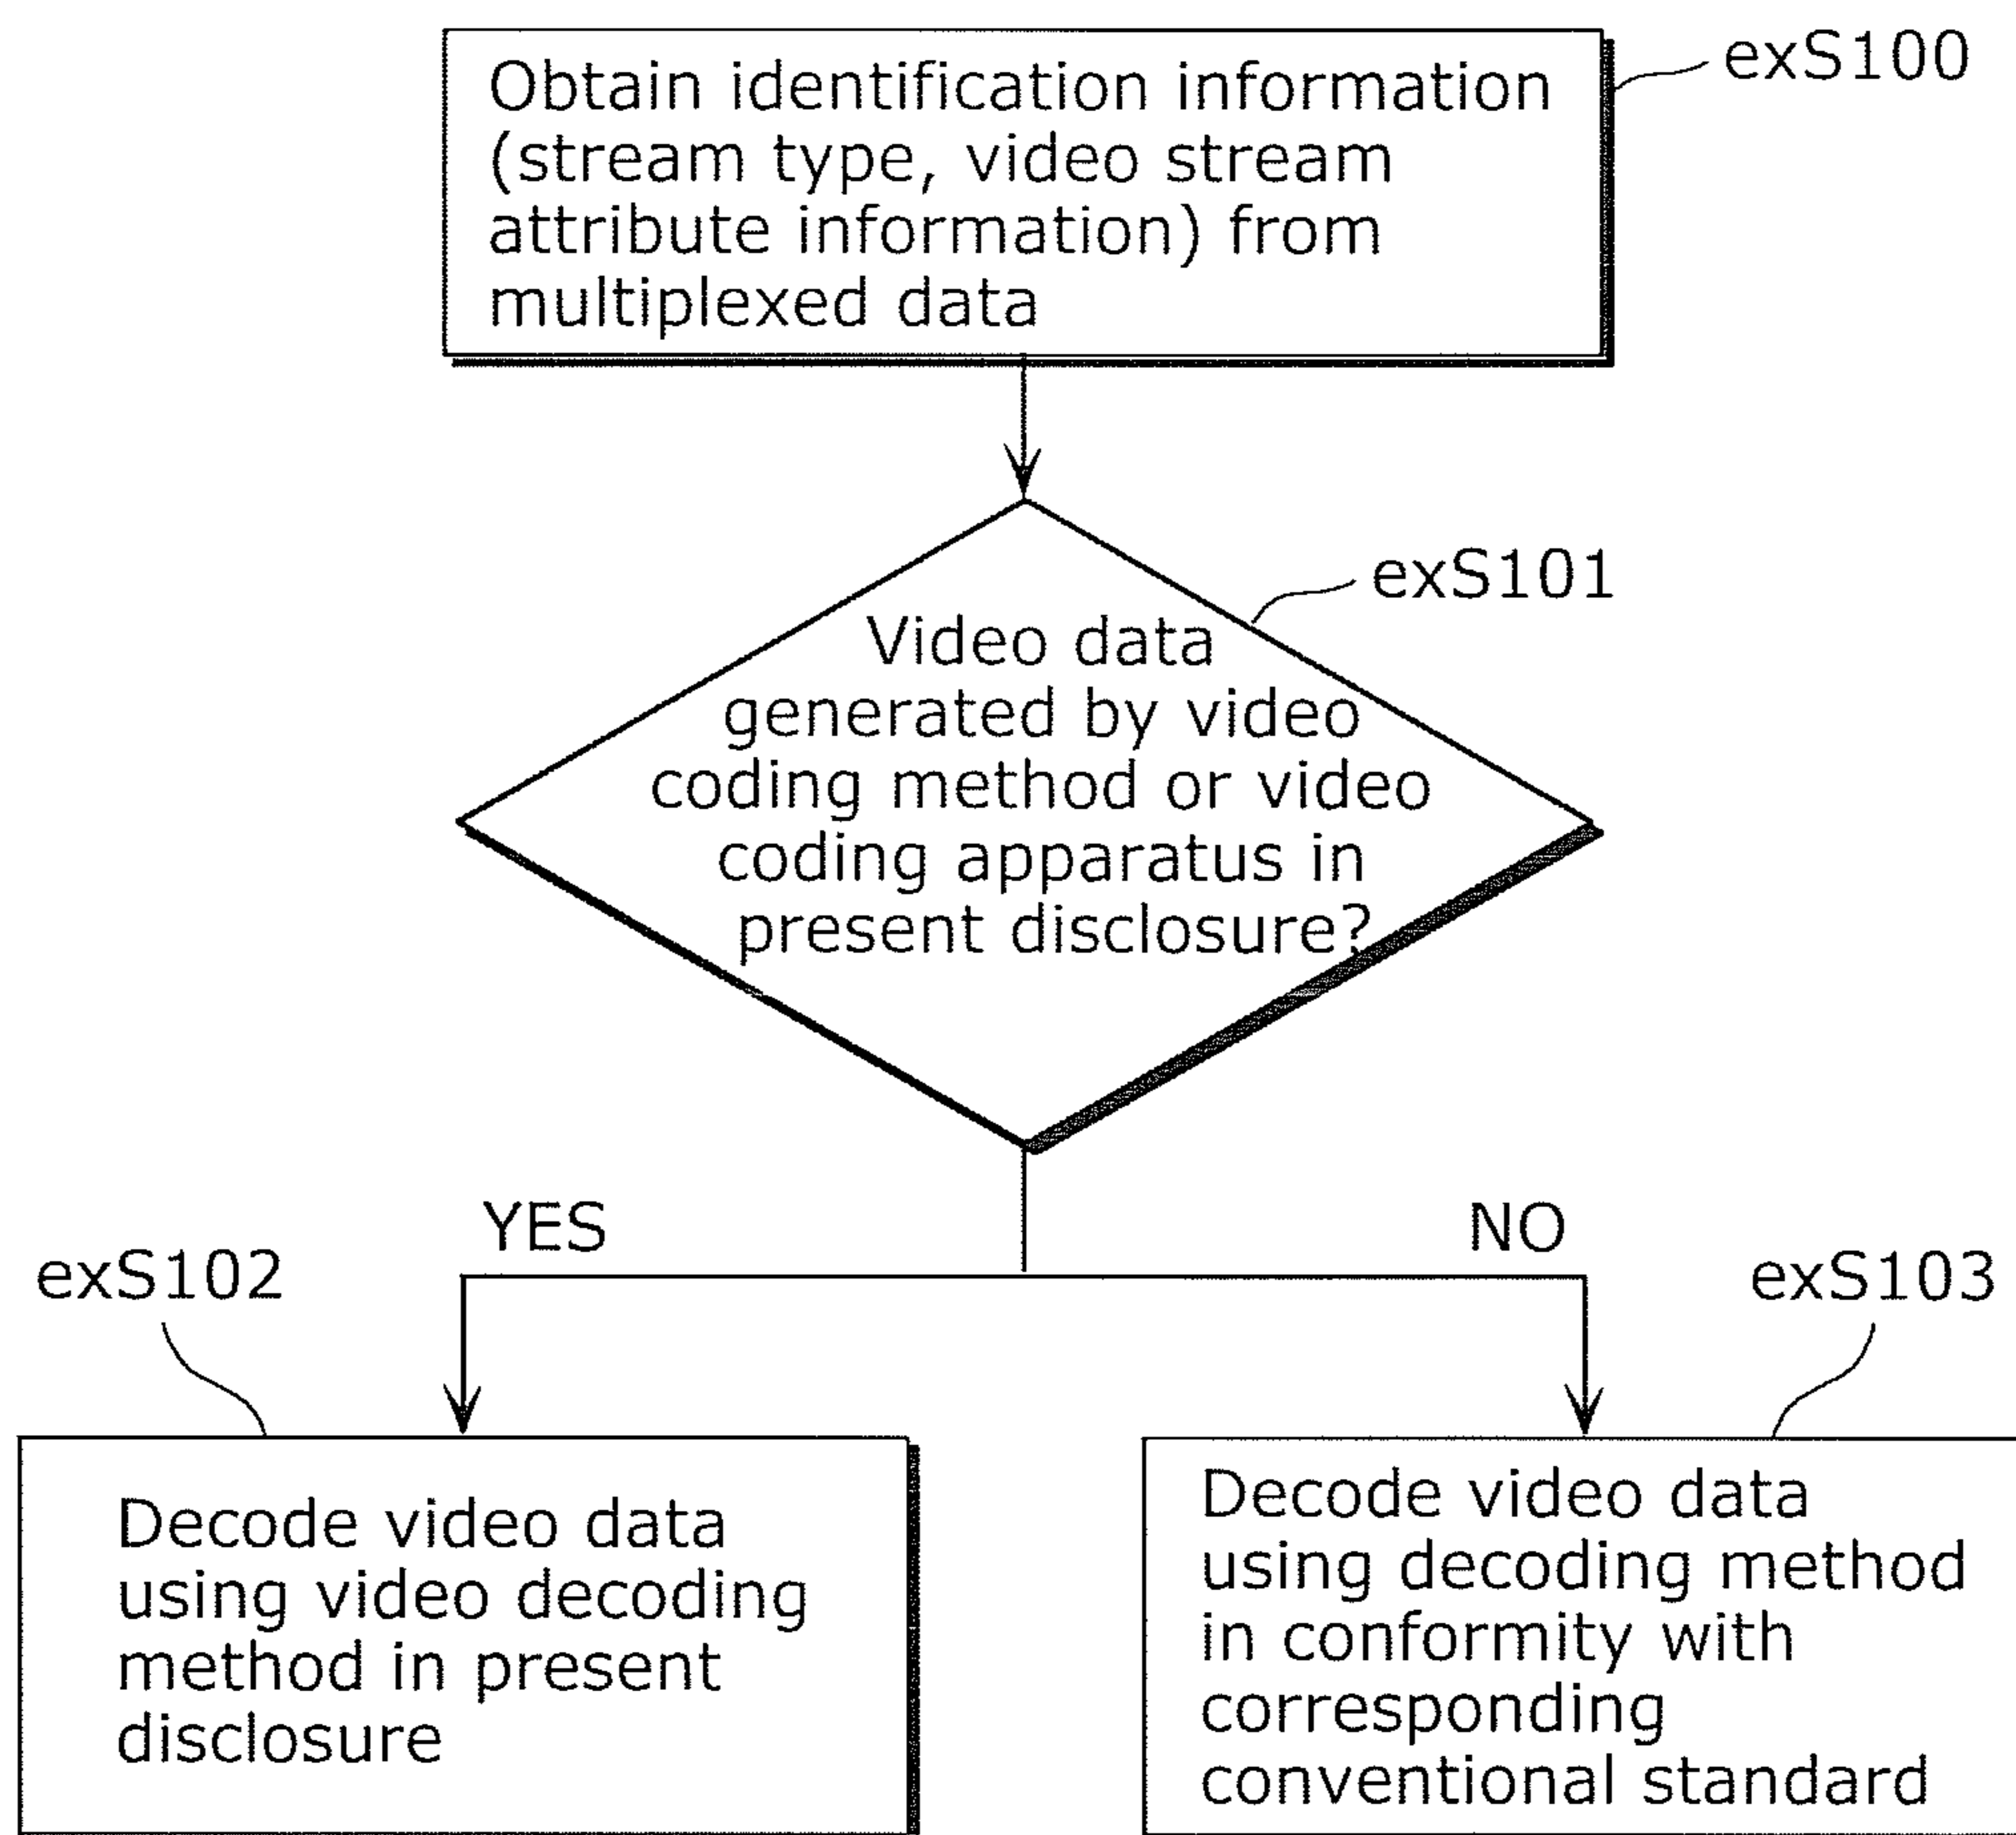 Obtain identification information
(stream type, video stream
attribute information) from
multiplexed data
exS100
exS101
Video data
generated by video
coding method or video
coding apparatus in
present disclosure?
YES
NO
exS102
exS103
Decode video data
using video decoding
method in present
disclosure
Decode video data
using decoding method
in conformity with
corresponding
conventional standard